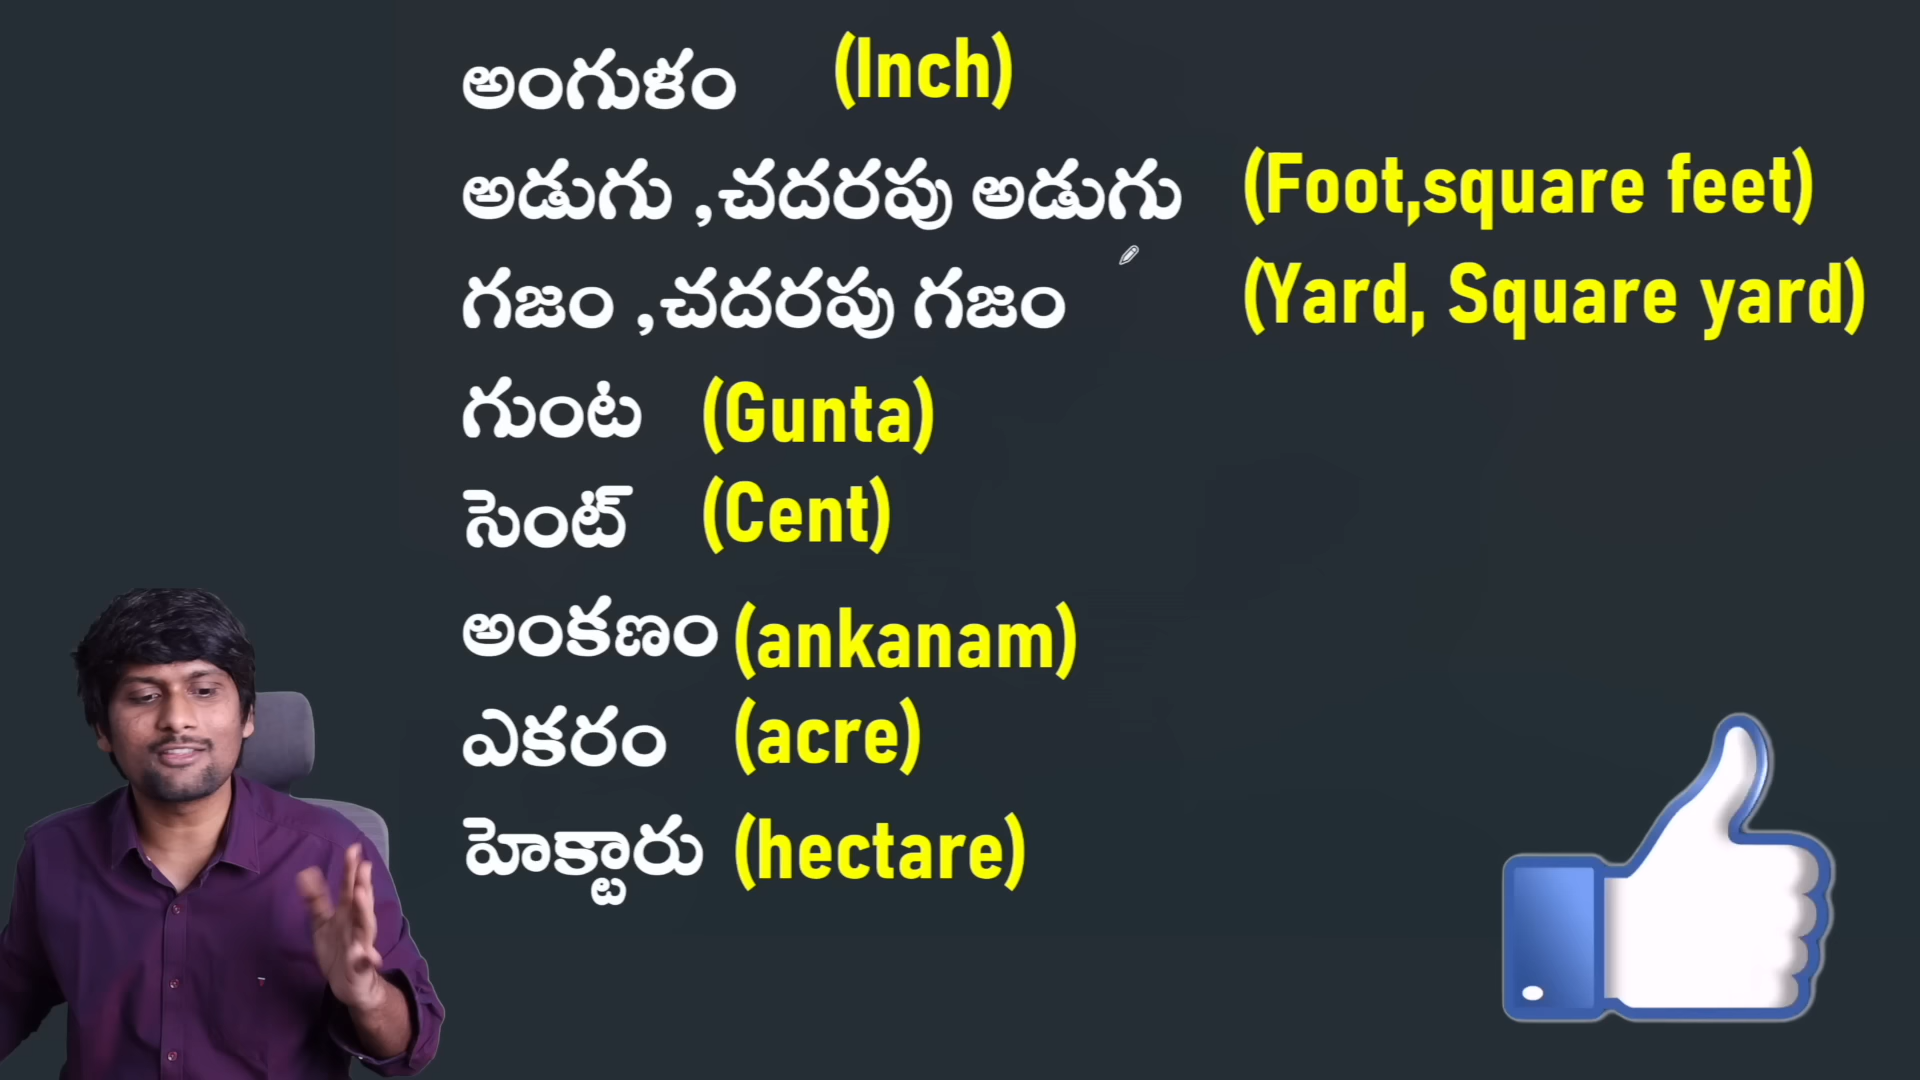 అంగుళం (Inch)
అడుగు ,చదరపు అడుగు (Foot,square feet)
గజం ,చదరపు గజం (Yard, Square yard)
గుంట (Gunta)
సెంట్ (Cent)
అంకణం (ankanam)
ఎకరం (acre)
హెక్టారు (hectare)